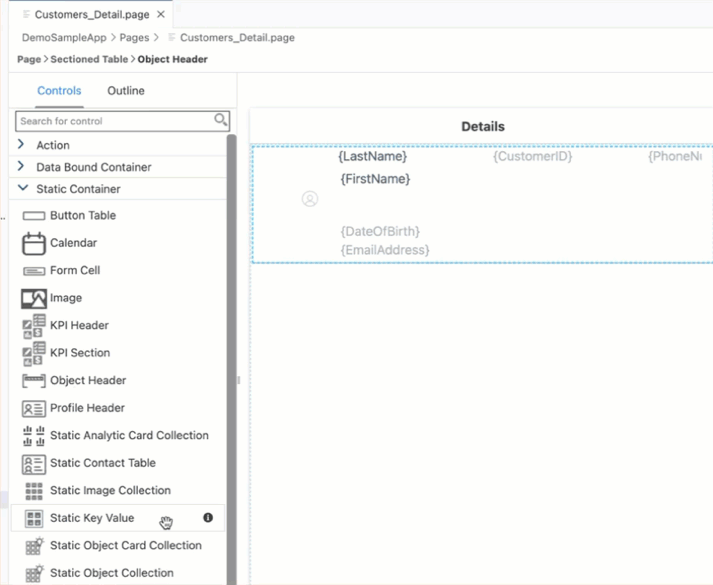 Customers_Detail.page
DemoSampleApp > Pages > Customers_Detail.page
Page > Sectioned Table > Object Header
Controls Outline
Search for control
Action
Data Bound Container
Static Container
Button Table
Calendar
Form Cell
Image
KPI Header
KPI Section
Object Header
Profile Header
Static Analytic Card Collection
Static Contact Table
Static Image Collection
Static Key Value
Static Object Card Collection
Static Object Collection
Details
{LastName} {CustomerID} {PhoneNu
{FirstName}
{DateOfBirth}
{EmailAddress}